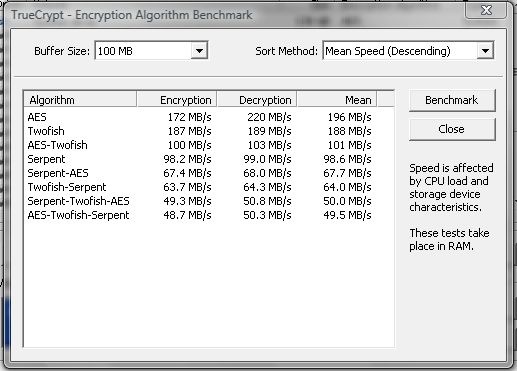 TrueCrypt - Encryption Algorithm Benchmark
Buffer Size: 100 MB Sort Method: Mean Speed (Descending)
Algorithm Encryption Decryption Mean
AES 172 MB/s 220 MB/s 196 MB/s
Twofish 187 MB/s 189 MB/s 188 MB/s
AES-Twofish 100 MB/s 103 MB/s 101 MB/s
Serpent 98.2 MB/s 99.0 MB/s 98.6 MB/s
Serpent-AES 67.4 MB/s 68.0 MB/s 67.7 MB/s
Twofish-Serpent 63.7 MB/s 64.3 MB/s 64.0 MB/s
Serpent-Twofish-AES 49.3 MB/s 50.8 MB/s 50.0 MB/s
AES-Twofish-Serpent 48.7 MB/s 50.3 MB/s 49.5 MB/s
Benchmark
Close
Speed is affected
by CPU load and
storage device
characteristics.
These tests take
place in RAM.